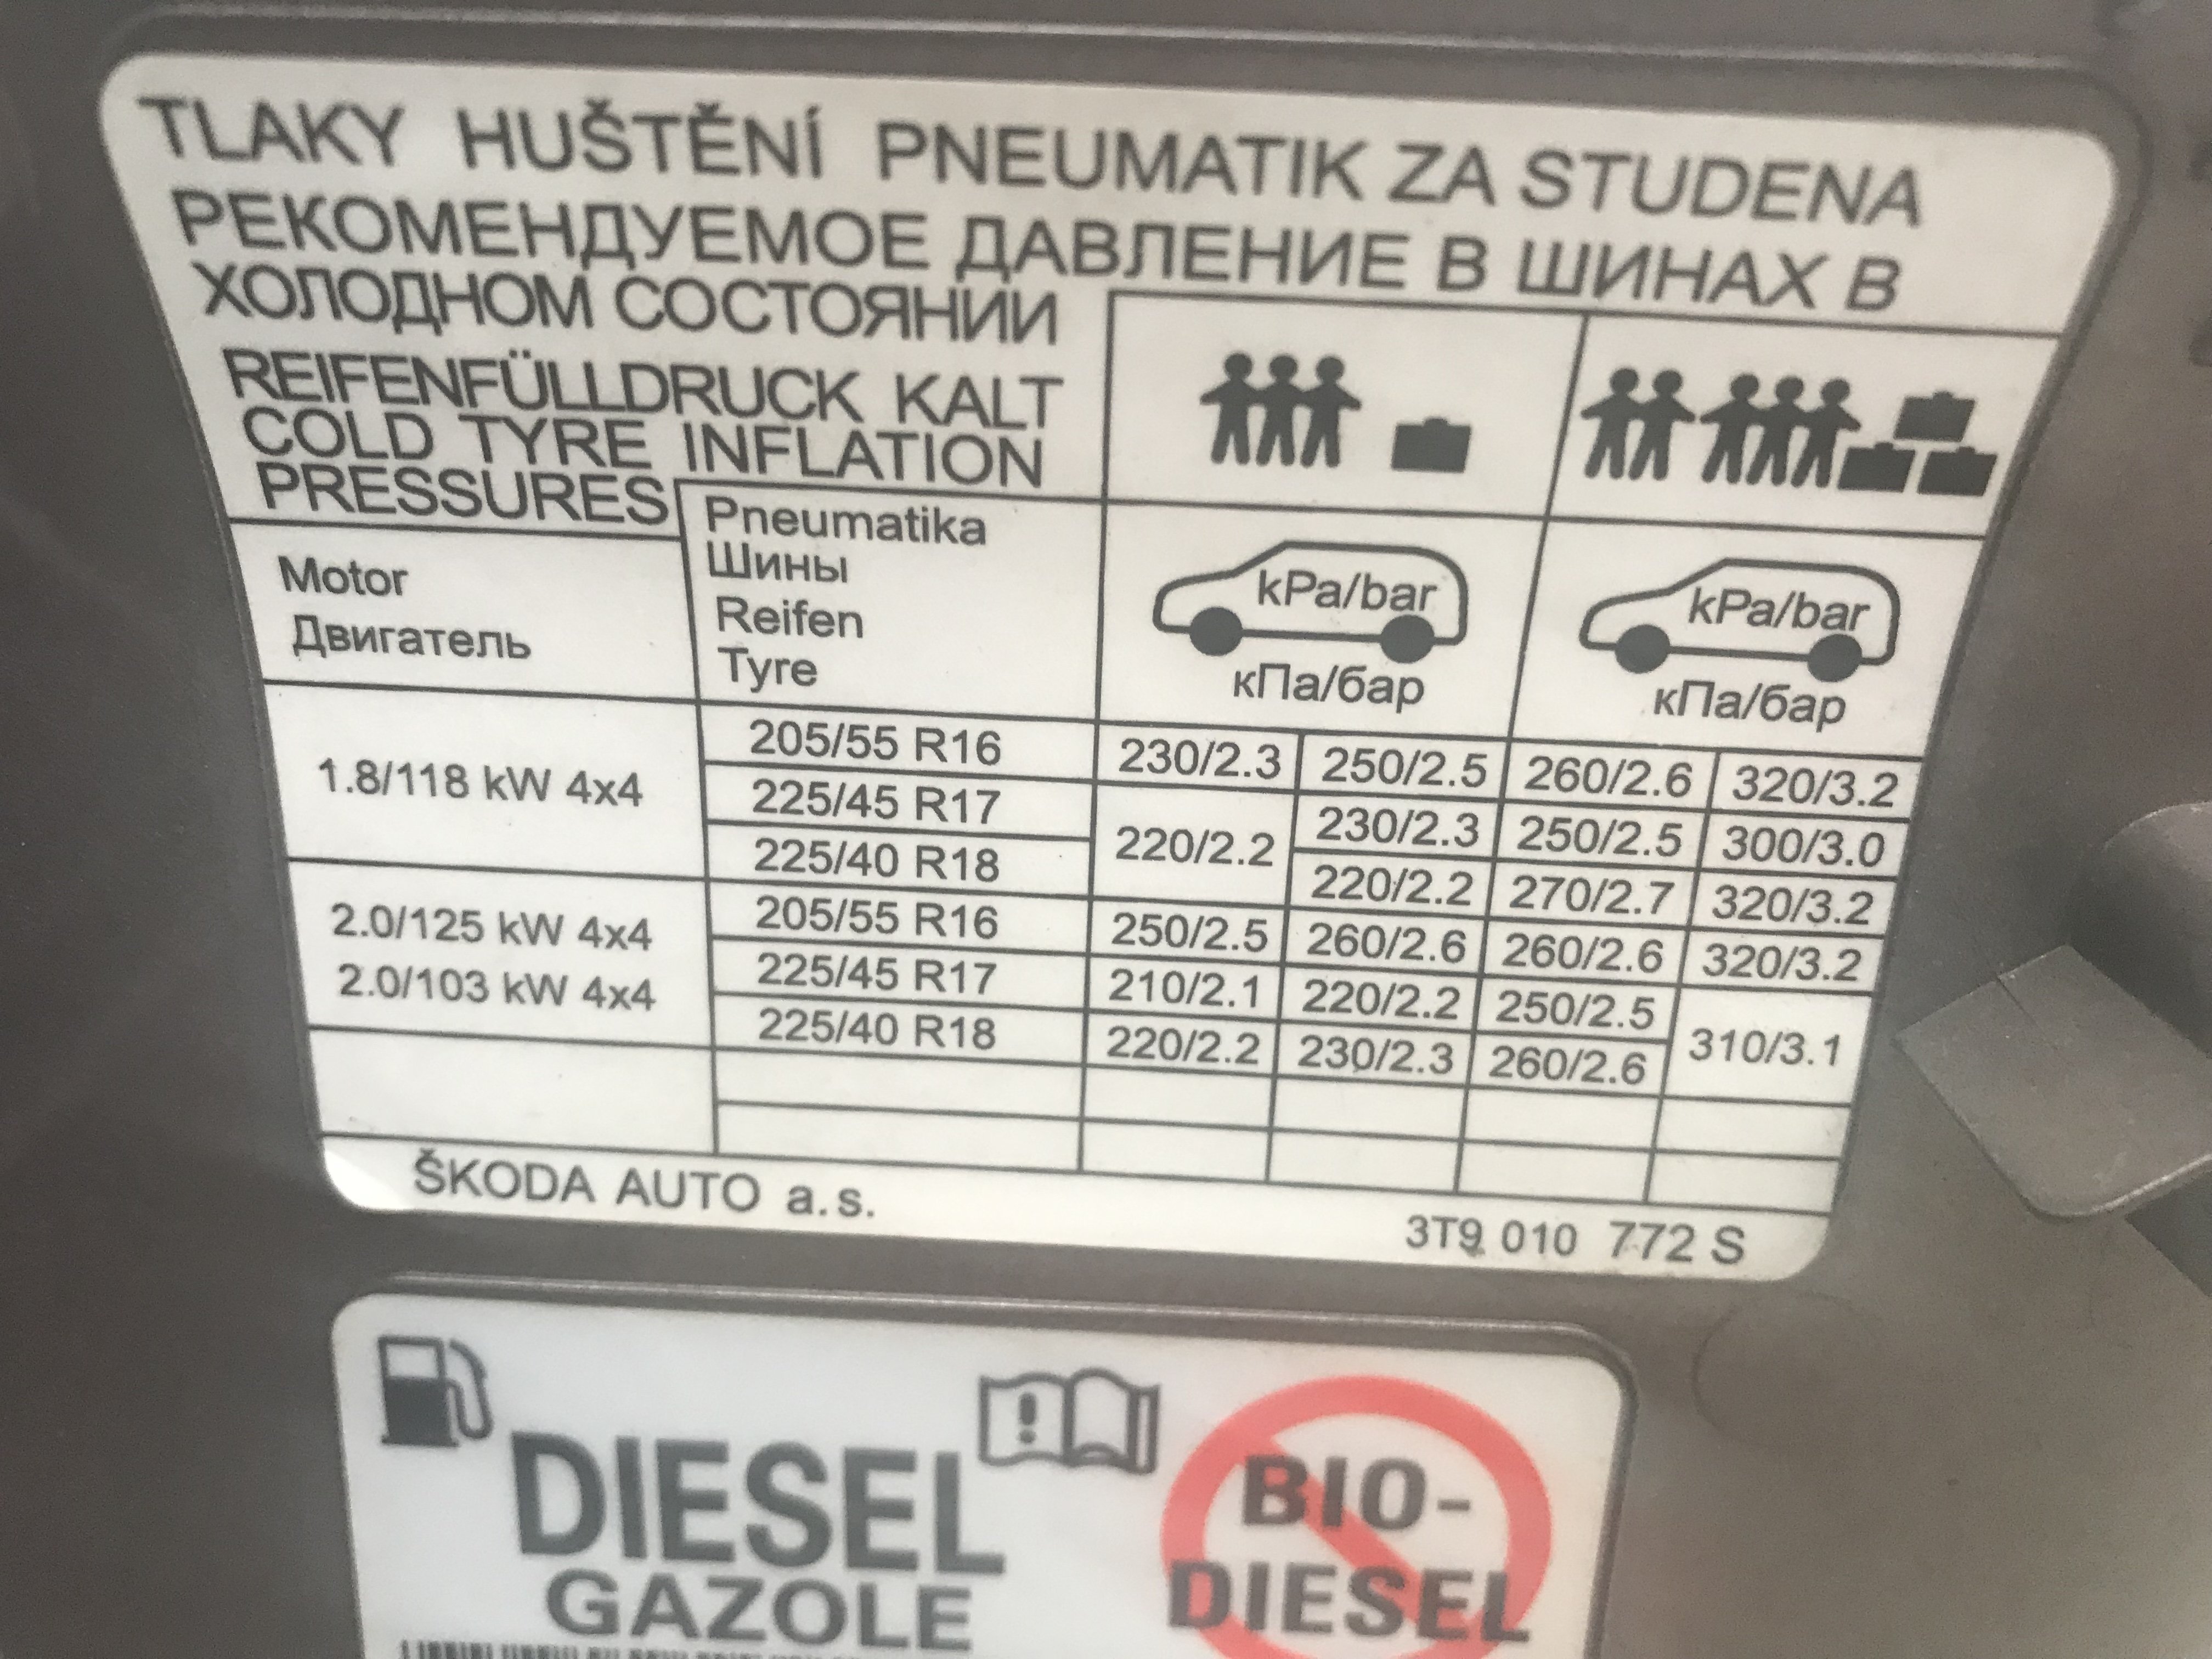 TLAKY HUŠTĚNÍ PNEUMATIK ZA STUDENA
РЕКОМЕНДУЕМОЕ ДАВЛЕНИЕ В ШИНАХ В
ХОЛОДНОМ СОСТОЯНИИ
REIFENFÜLLDRUCK KALT
COLD TYRE INFLATION
PRESSURES
Motor
Двигатель
Pneumatika
Шины
Reifen
Tyre
kPa/bar
кПа/бар
kPa/bar
кПа/бар
1.8/118 kW 4x4
205/55 R16 230/2.3 250/2.5 260/2.6 320/3.2
225/45 R17 220/2.2 230/2.3 250/2.5 300/3.0
225/40 R18 220/2.2 270/2.7 320/3.2
2.0/125 kW 4x4
2.0/103 kW 4x4
205/55 R16 250/2.5 260/2.6 260/2.6 320/3.2
225/45 R17 210/2.1 220/2.2 250/2.5 310/3.1
225/40 R18 220/2.2 230/2.3 260/2.6
ŠKODA AUTO a.s.
3T9 010 772 S
DIESEL
GAZOLE
BIO-
DIESEL